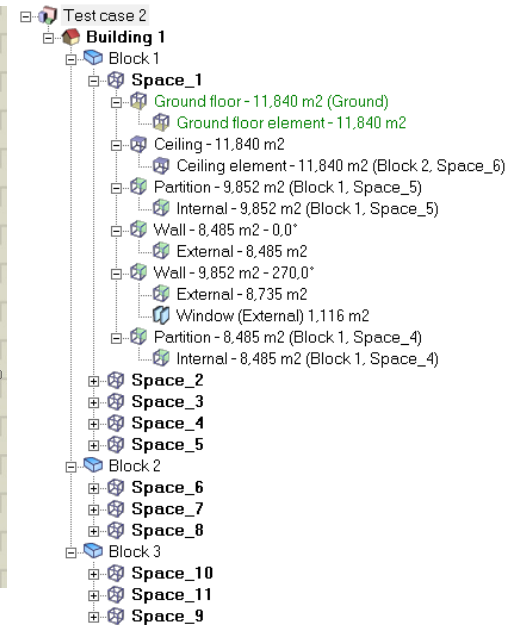 Test case 2
Building 1
Block 1
Space_1
Ground floor - 11,840 m2 (Ground)
Ground floor element - 11,840 m2
Ceiling - 11,840 m2
Ceiling element - 11,840 m2 (Block 2, Space_6)
Partition - 9,852 m2 (Block 1, Space_5)
Internal - 9,852 m2 (Block 1, Space_5)
Wall - 8,485 m2 - 0,0°
External - 8,485 m2
Wall - 9,852 m2 - 270,0°
External - 8,735 m2
Window (External) 1,116 m2
Partition - 8,485 m2 (Block 1, Space_4)
Internal - 8,485 m2 (Block 1, Space_4)
Space_2
Space_3
Space_4
Space_5
Block 2
Space_6
Space_7
Space_8
Block 3
Space_10
Space_11
Space_9